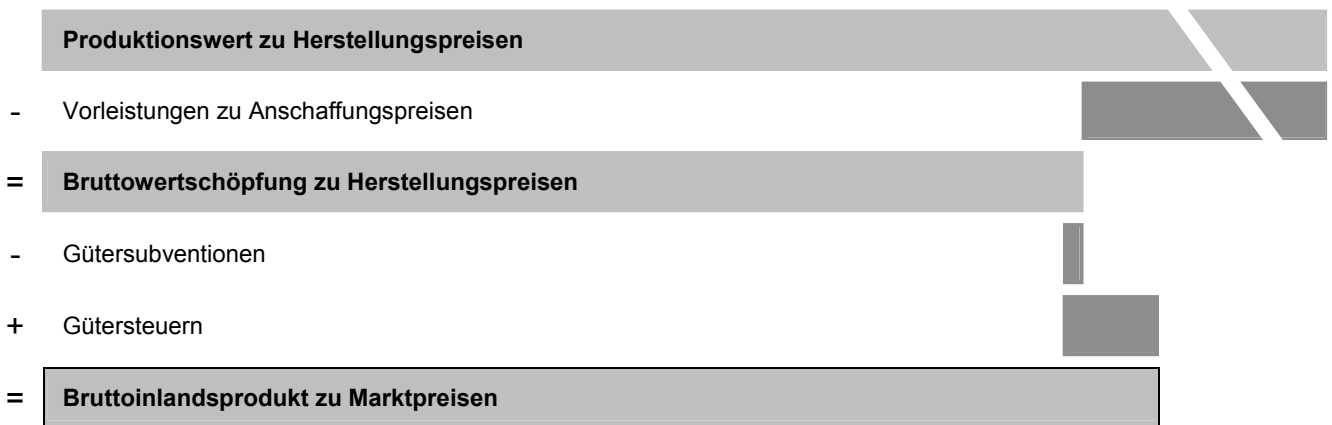 Produktionswert zu Herstellungspreisen
- Vorleistungen zu Anschaffungspreisen
= Bruttowertschöpfung zu Herstellungspreisen
- Gütersubventionen
+ Gütersteuern
= Bruttoinlandsprodukt zu Marktpreisen